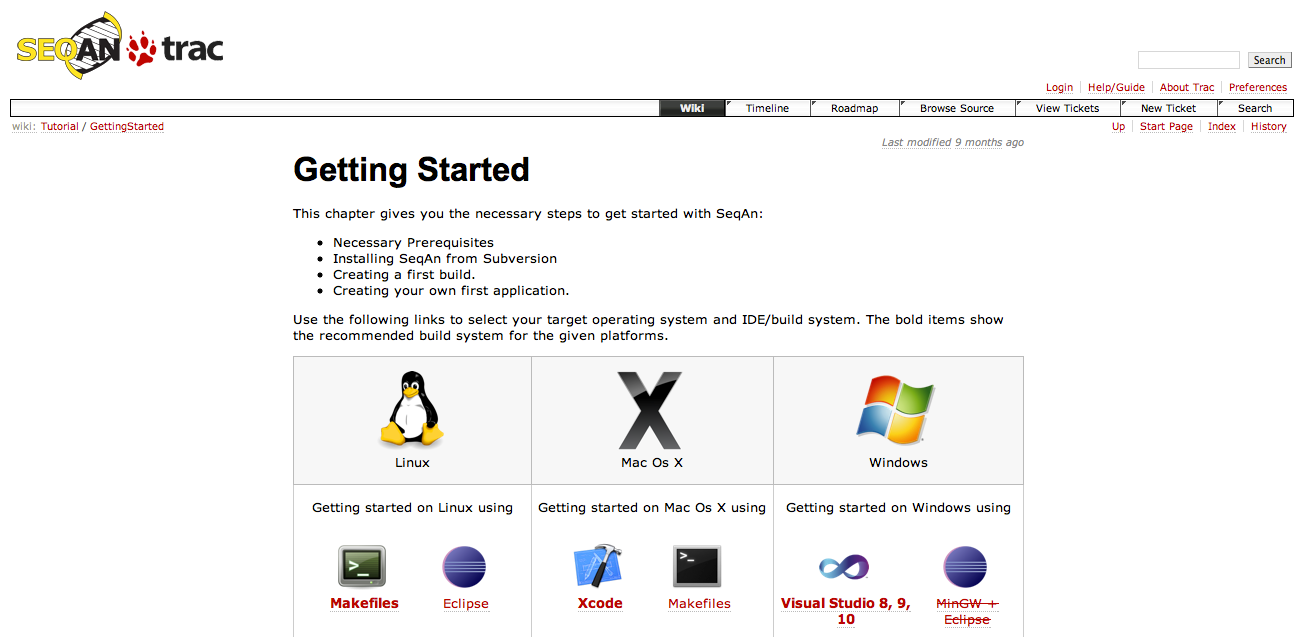 SEQAN trac
Search
Login Help/Guide About Trac Preferences
Wiki Timeline Roadmap Browse Source View Tickets New Ticket Search
wiki: Tutorial / GettingStarted
Up Start Page Index History
Last modified 9 months ago
Getting Started
This chapter gives you the necessary steps to get started with SeqAn:
• Necessary Prerequisites
• Installing SeqAn from Subversion
• Creating a first build.
• Creating your own first application.
Use the following links to select your target operating system and IDE/build system. The bold items show
the recommended build system for the given platforms.
Linux
Mac Os X
Windows
Getting started on Linux using
Getting started on Mac Os X using
Getting started on Windows using
Makefiles
Eclipse
Xcode
Makefiles
Visual Studio 8, 9,
10
MinGW +
Eclipse